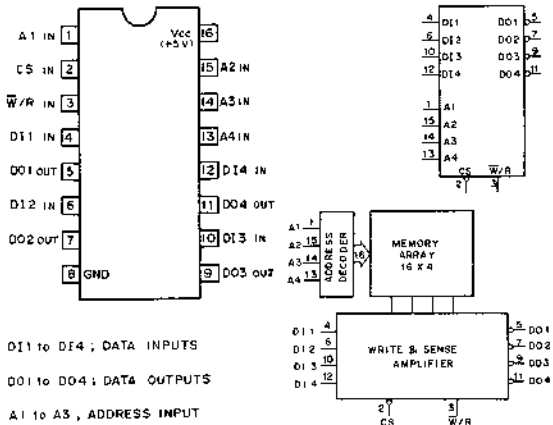 A1 IN 1
CS IN 2
W/R IN 3
DI1 IN 4
DO1 OUT 5
DI2 IN 6
DO2 OUT 7
8 GND
Vcc 16
(+5V)
15 A2 IN
14 A3 IN
13 A4 IN
12 DI4 IN
11 DO4 OUT
10 DI3 IN
9 DO3 OUT
4 DI1 DO1 5
6 DI2 DO2 7
10 DI3 DO3 9
12 DI4 DO4 11
1 A1
15 A2
14 A3
13 A4
CS W/R
2 3
A1 1
A2 15
A3 14
A4 13
ADDRESS
DECODER
16
MEMORY
ARRAY
16 X 4
DI1 4
DI2 6
DI3 10
DI4 12
WRITE & SENSE
AMPLIFIER
5 DO1
7 DO2
9 DO3
11 DO4
2 3
CS W/R
DI1 to DI4 ; DATA INPUTS
DO1 to DO4 ; DATA OUTPUTS
A1 to A3 , ADDRESS INPUT